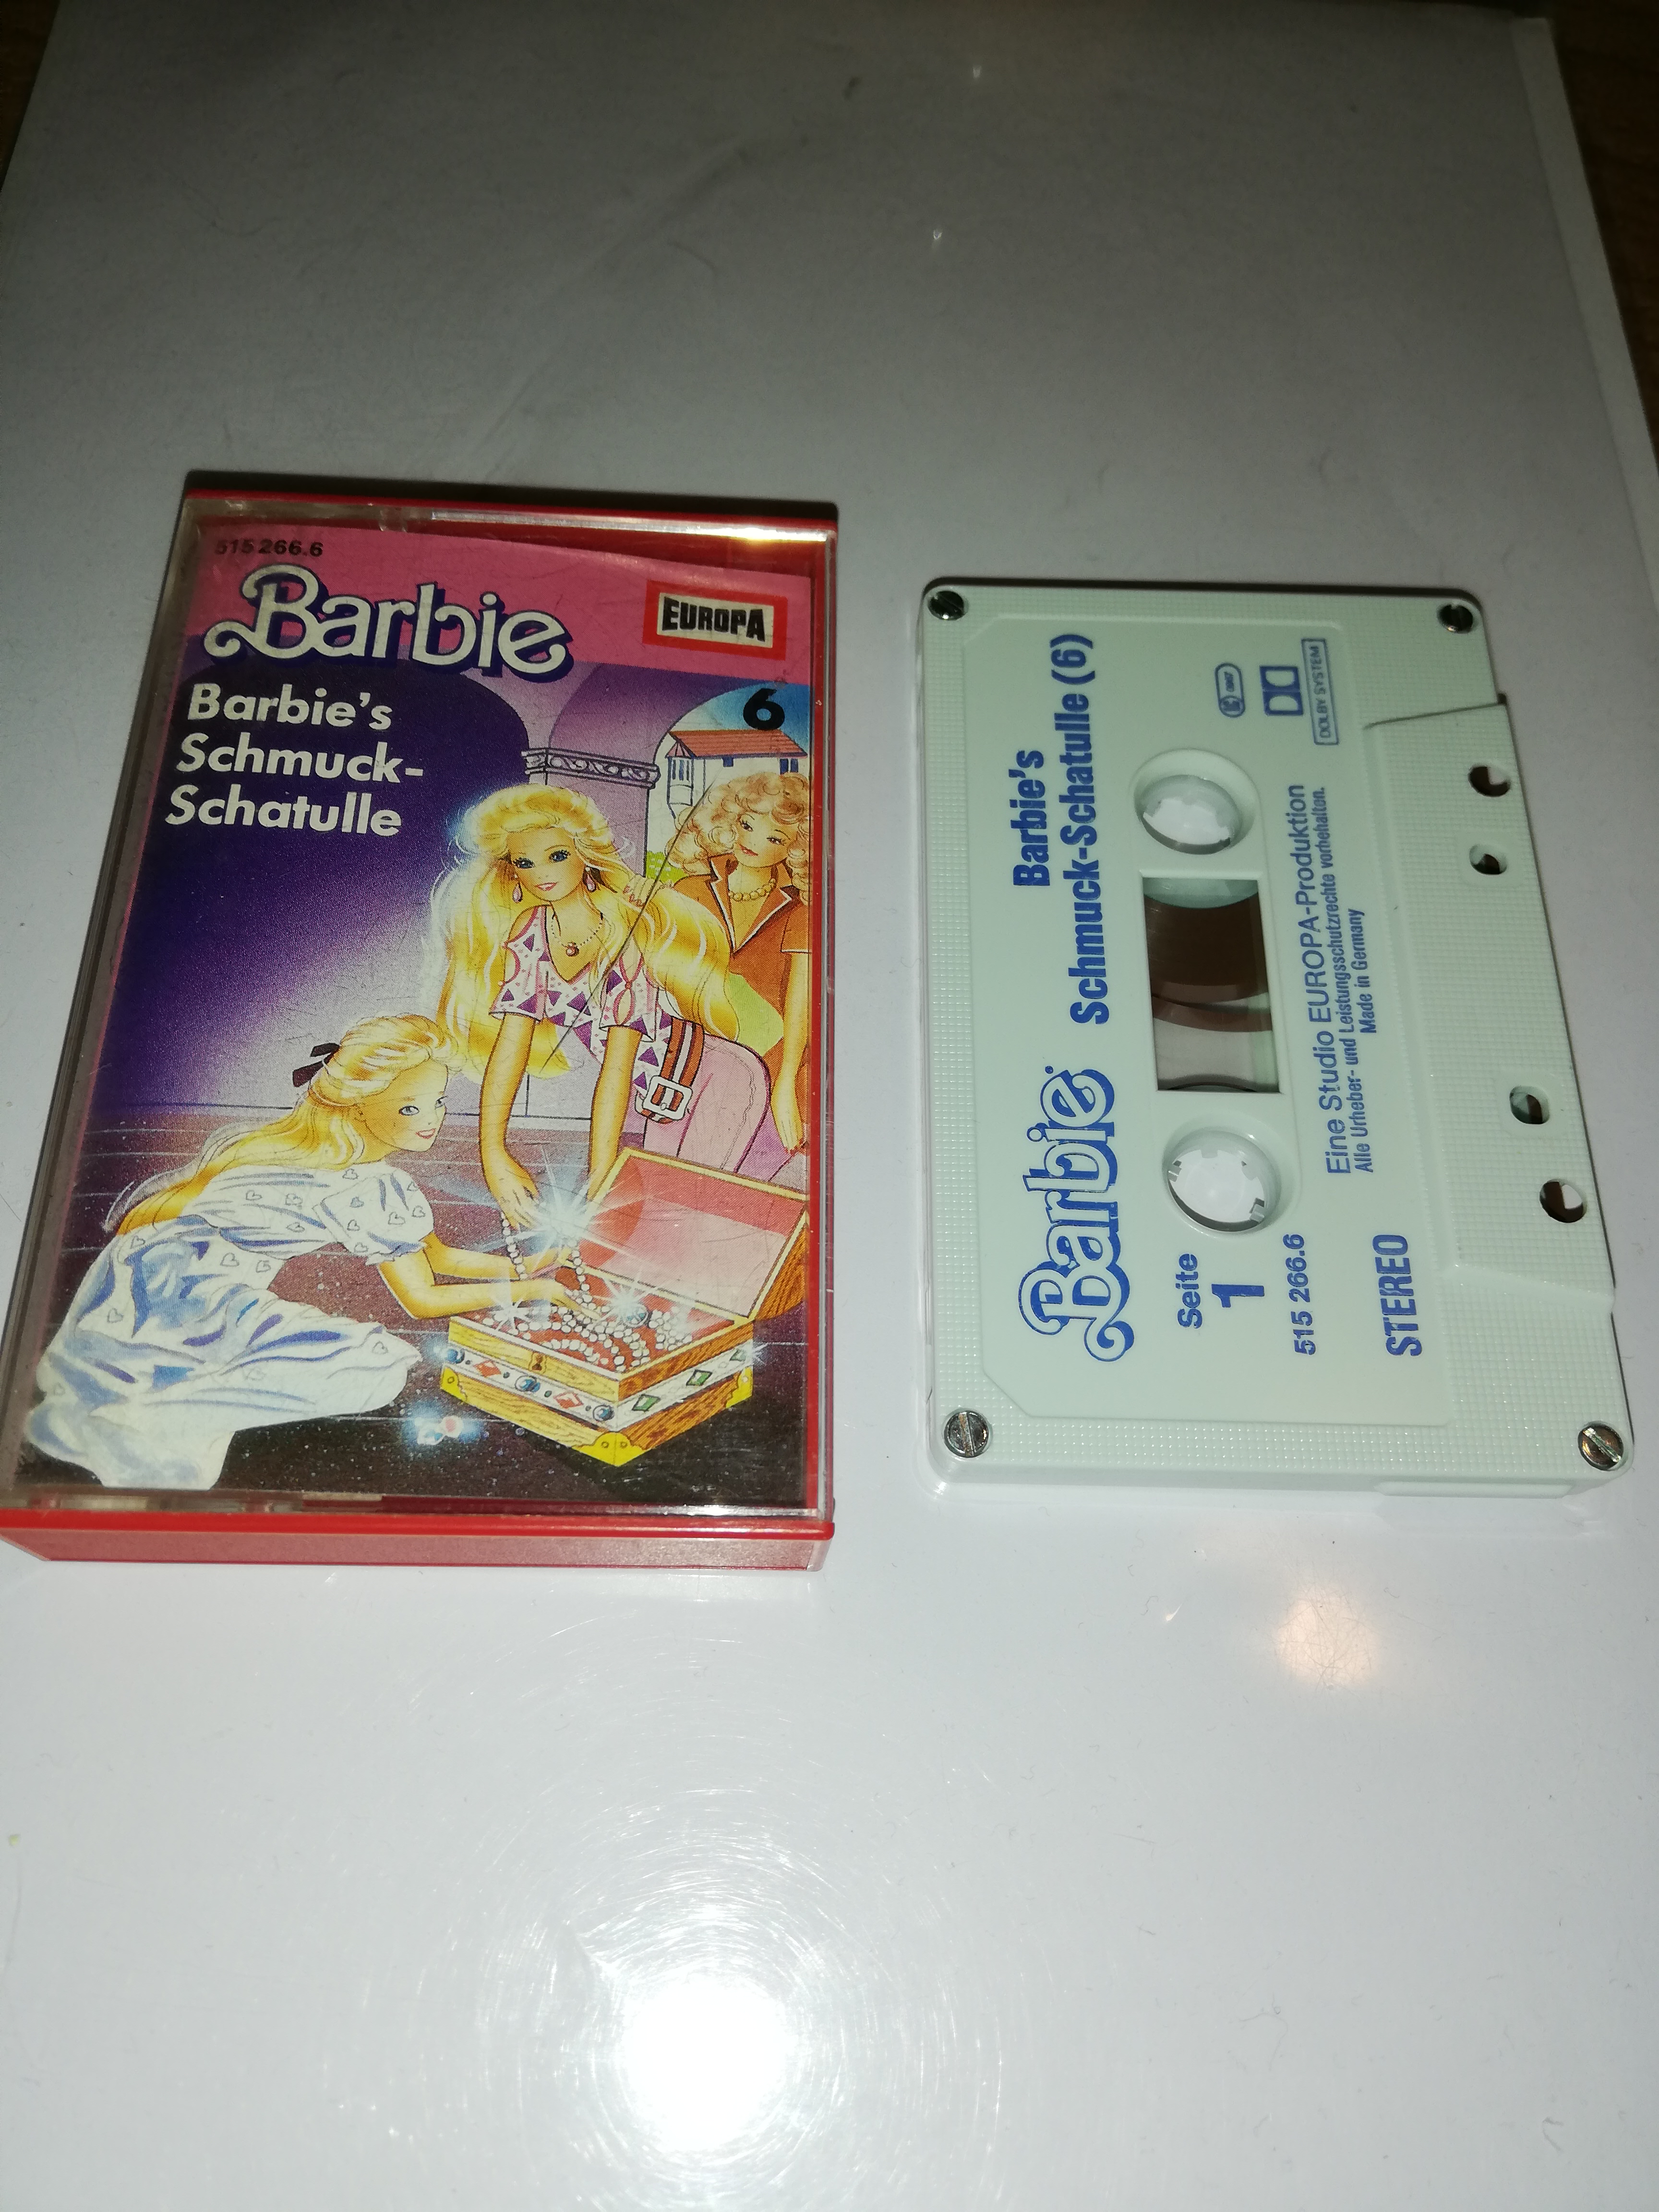 515 266.6
Barbie
EUROPA
6
Barbie's
Schmuck-
Schatulle
Barbie's
Barbie Schmuck-Schatulle (6)
Seite
1
515 266.6
STEREO
DOLBY SYSTEM
Eine Studio EUROPA-Produktion
Alle Urheber- und Leistungsschutzrechte vorbehalten.
Made in Germany